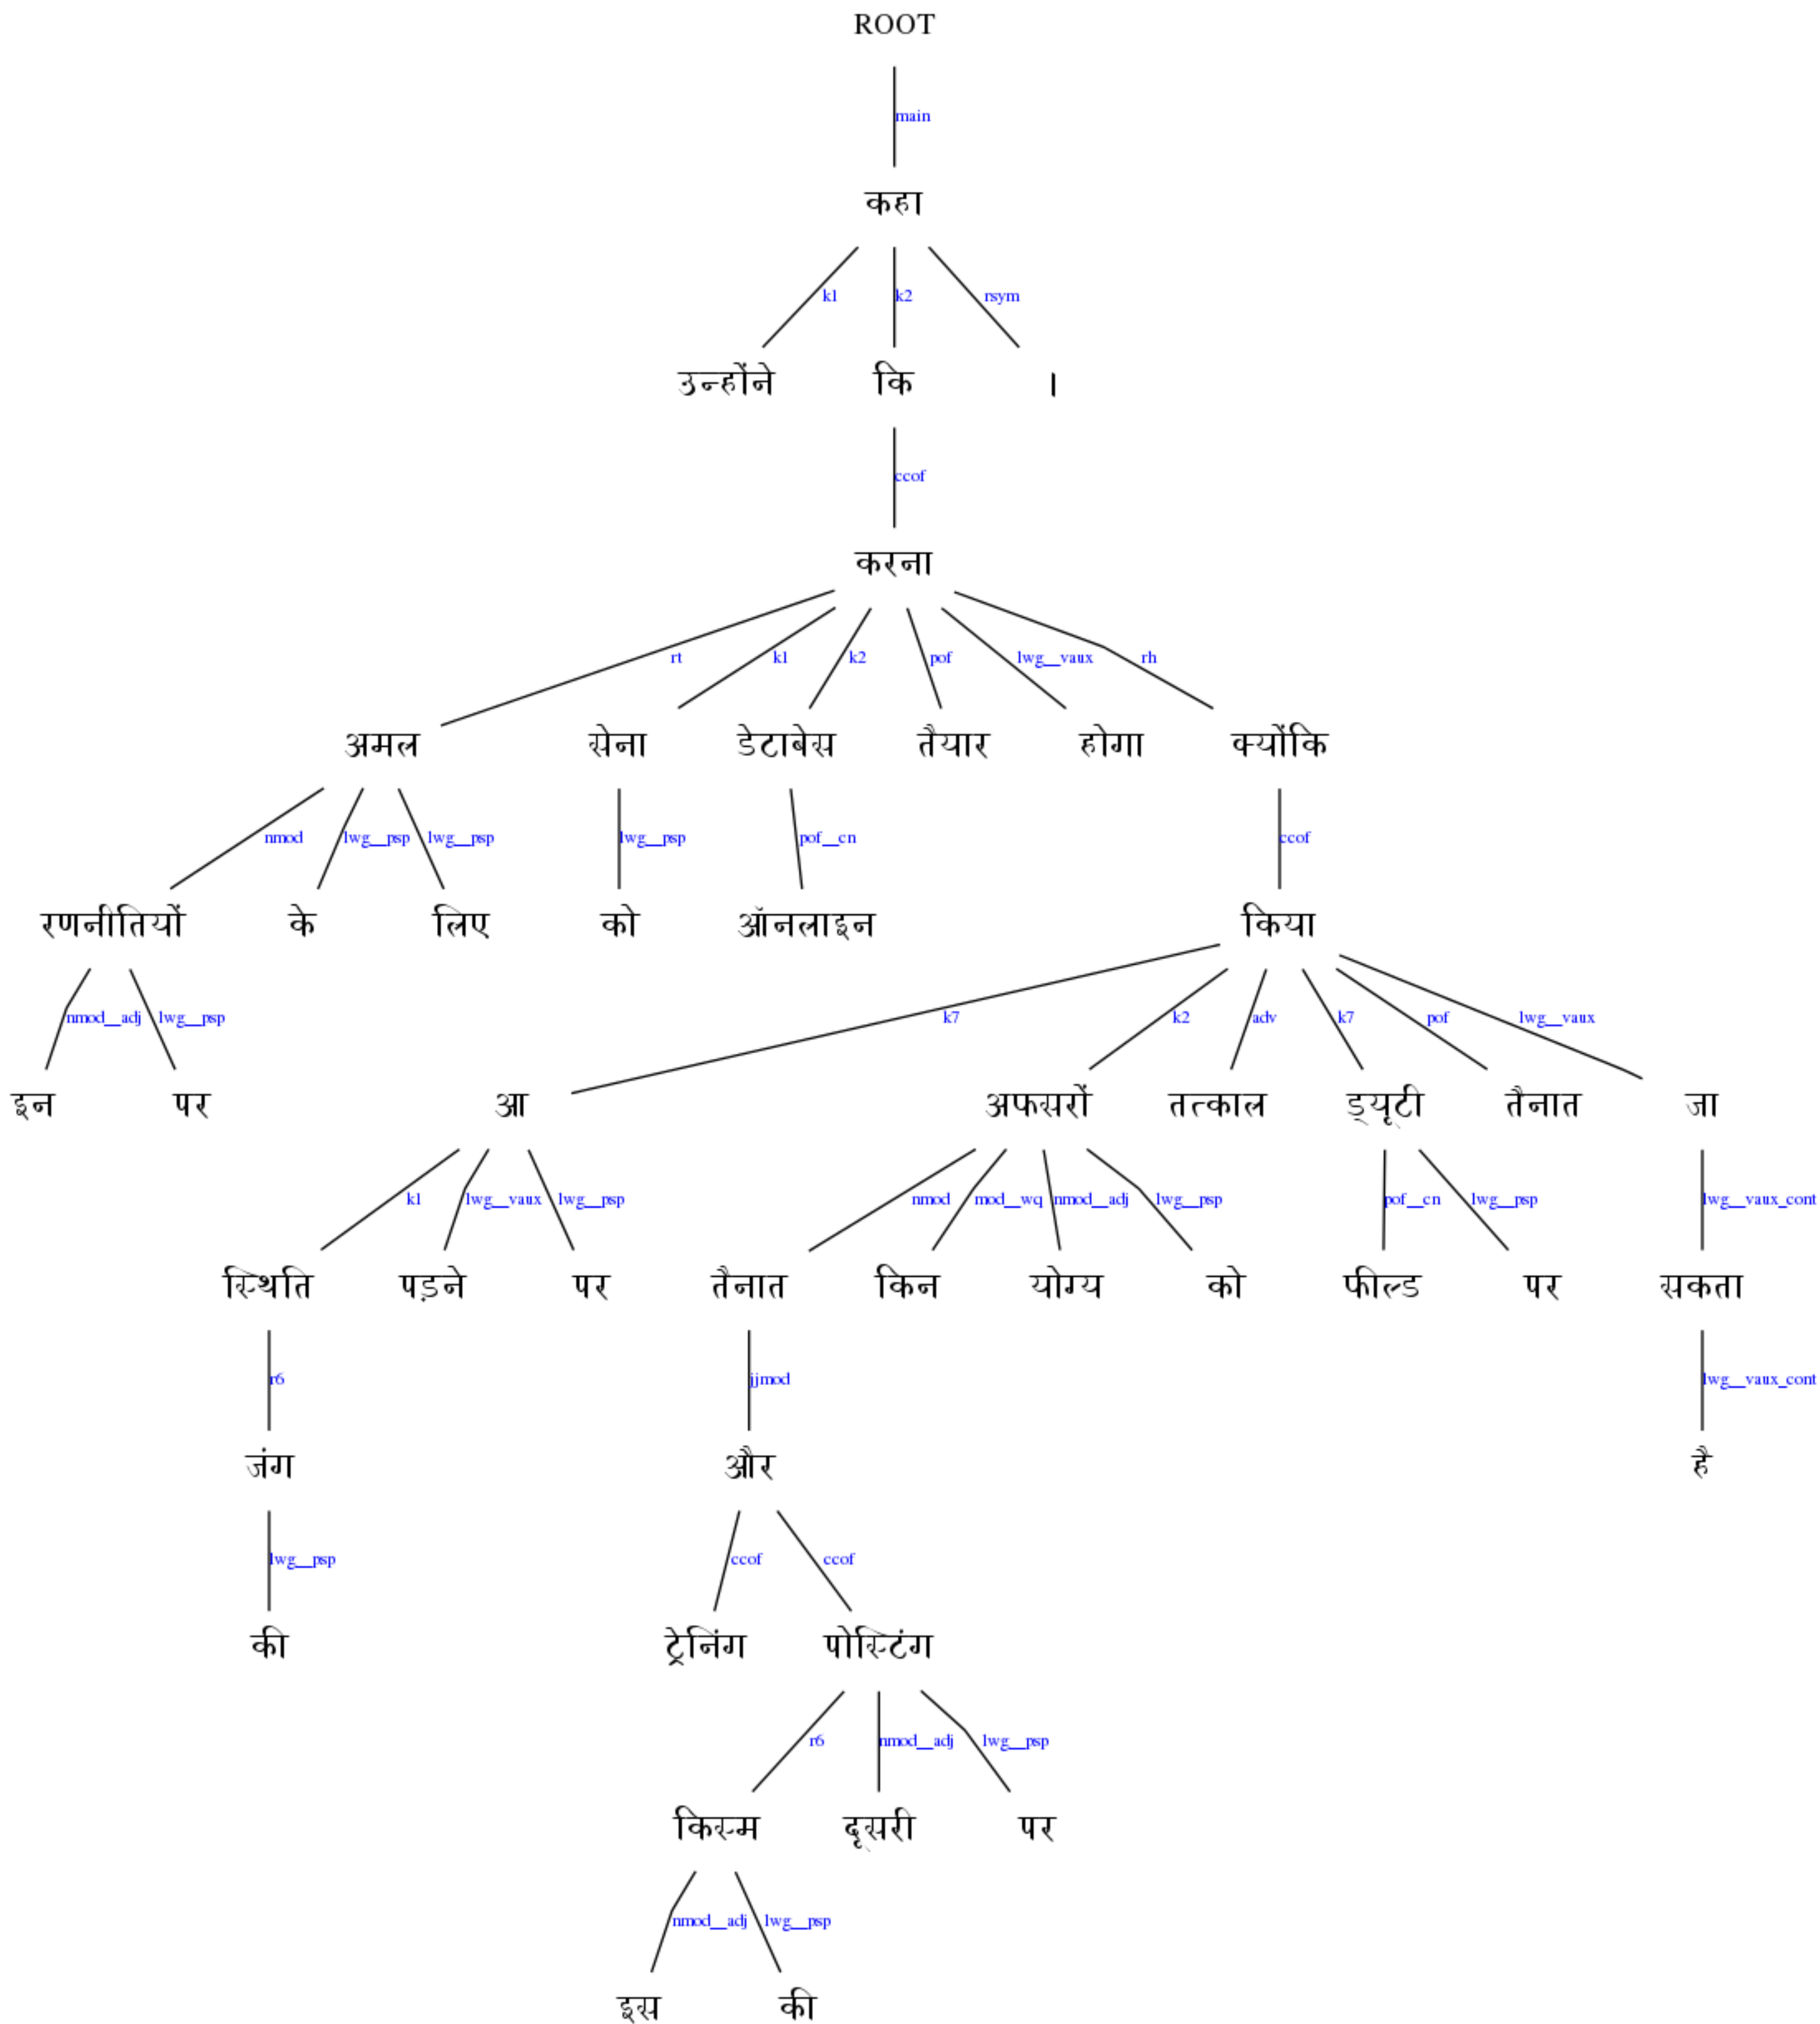 ROOT
main
कहा
k1 k2 rsym
उन्होंने कि ।
ccof
करना
rt k1 k2 pof lwg__vaux rh
अमल सेना डेटाबेस तैयार होगा क्योंकि
nmod lwg__psp lwg__psp lwg__psp pof__cn ccof
रणनीतियों के लिए को ऑनलाइन किया
nmod__adj lwg__psp k7 k2 adv k7 pof lwg__vaux
इन पर आ अफसरों तत्काल ड्यूटी तैनात जा
k1 lwg__vaux lwg__psp nmod mod__wq nmod__adj lwg__psp pof__cn lwg__psp lwg__vaux_cont
स्थिति पड़ने पर तैनात किन योग्य को फील्ड पर सकता
r6 jjmod lwg__vaux_cont
जंग और है
lwg__psp ccof ccof
की ट्रेनिंग पोस्टिंग
r6 nmod__adj lwg__psp
किस्म दूसरी पर
nmod__adj lwg__psp
इस की